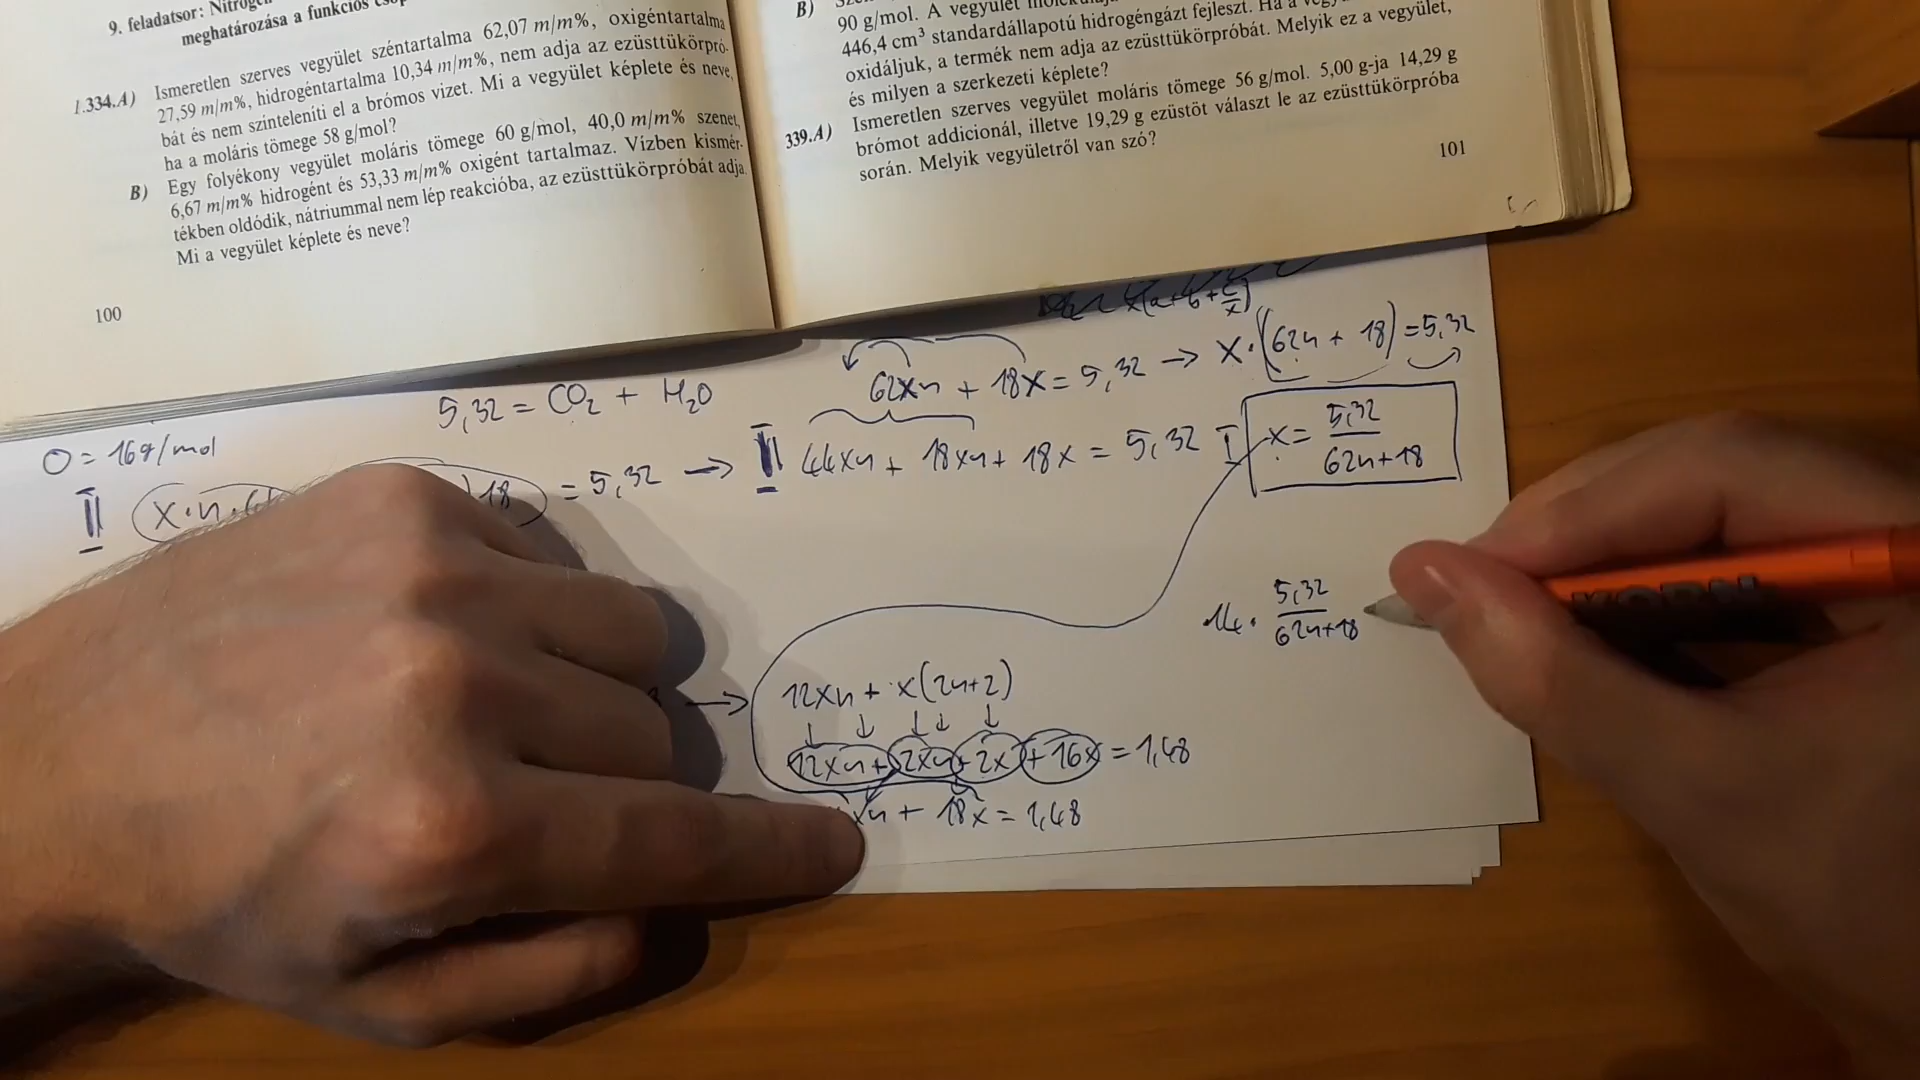 9. feladatsor:
meghatározása a funkciós
1.334.A) Ismeretlen szerves vegyület széntartalma 62,07 m/m%, oxigéntartalma
27,59 m/m%, hidrogéntartalma 10,34 m/m%, nem adja az ezüsttükörpró-
bát és nem színteleníti el a brómos vizet. Mi a vegyület képlete és neve,
ha a moláris tömege 58 g/mol?
B) Egy folyékony vegyület moláris tömege 60 g/mol, 40,0 m/m% szenet,
6,67 m/m% hidrogént és 53,33 m/m% oxigént tartalmaz. Vízben kismér-
tékben oldódik, nátriummal nem lép reakcióba, az ezüsttükörpróbát adja.
Mi a vegyület képlete és neve?
100
B)
90 g/mol. A vegyület
446,4 cm³ standardállapotú hidrogéngázt fejleszt. Ha a
oxidáljuk, a termék nem adja az ezüsttükörpróbát. Melyik ez a vegyület,
és milyen a szerkezeti képlete?
339.A) Ismeretlen szerves vegyület moláris tömege 56 g/mol. 5,00 g-ja 14,29 g
brómot addicionál, illetve 19,29 g ezüstöt választ le az ezüsttükörpróba
során. Melyik vegyületről van szó?
101
5,32 = CO2 + H2O
62xn + 18x = 5,32 → x·(62n + 18) = 5,32
O = 16g/mol
II x·n· 18 = 5,32 → II 44xn + 18xn + 18x = 5,32 I x = 5,32/62n+18
14· 5,32/62n+18
→ 12xn + x(2n+2)
12xn + 2xn + 2x + 16x = 1,48
xn + 18x = 1,48